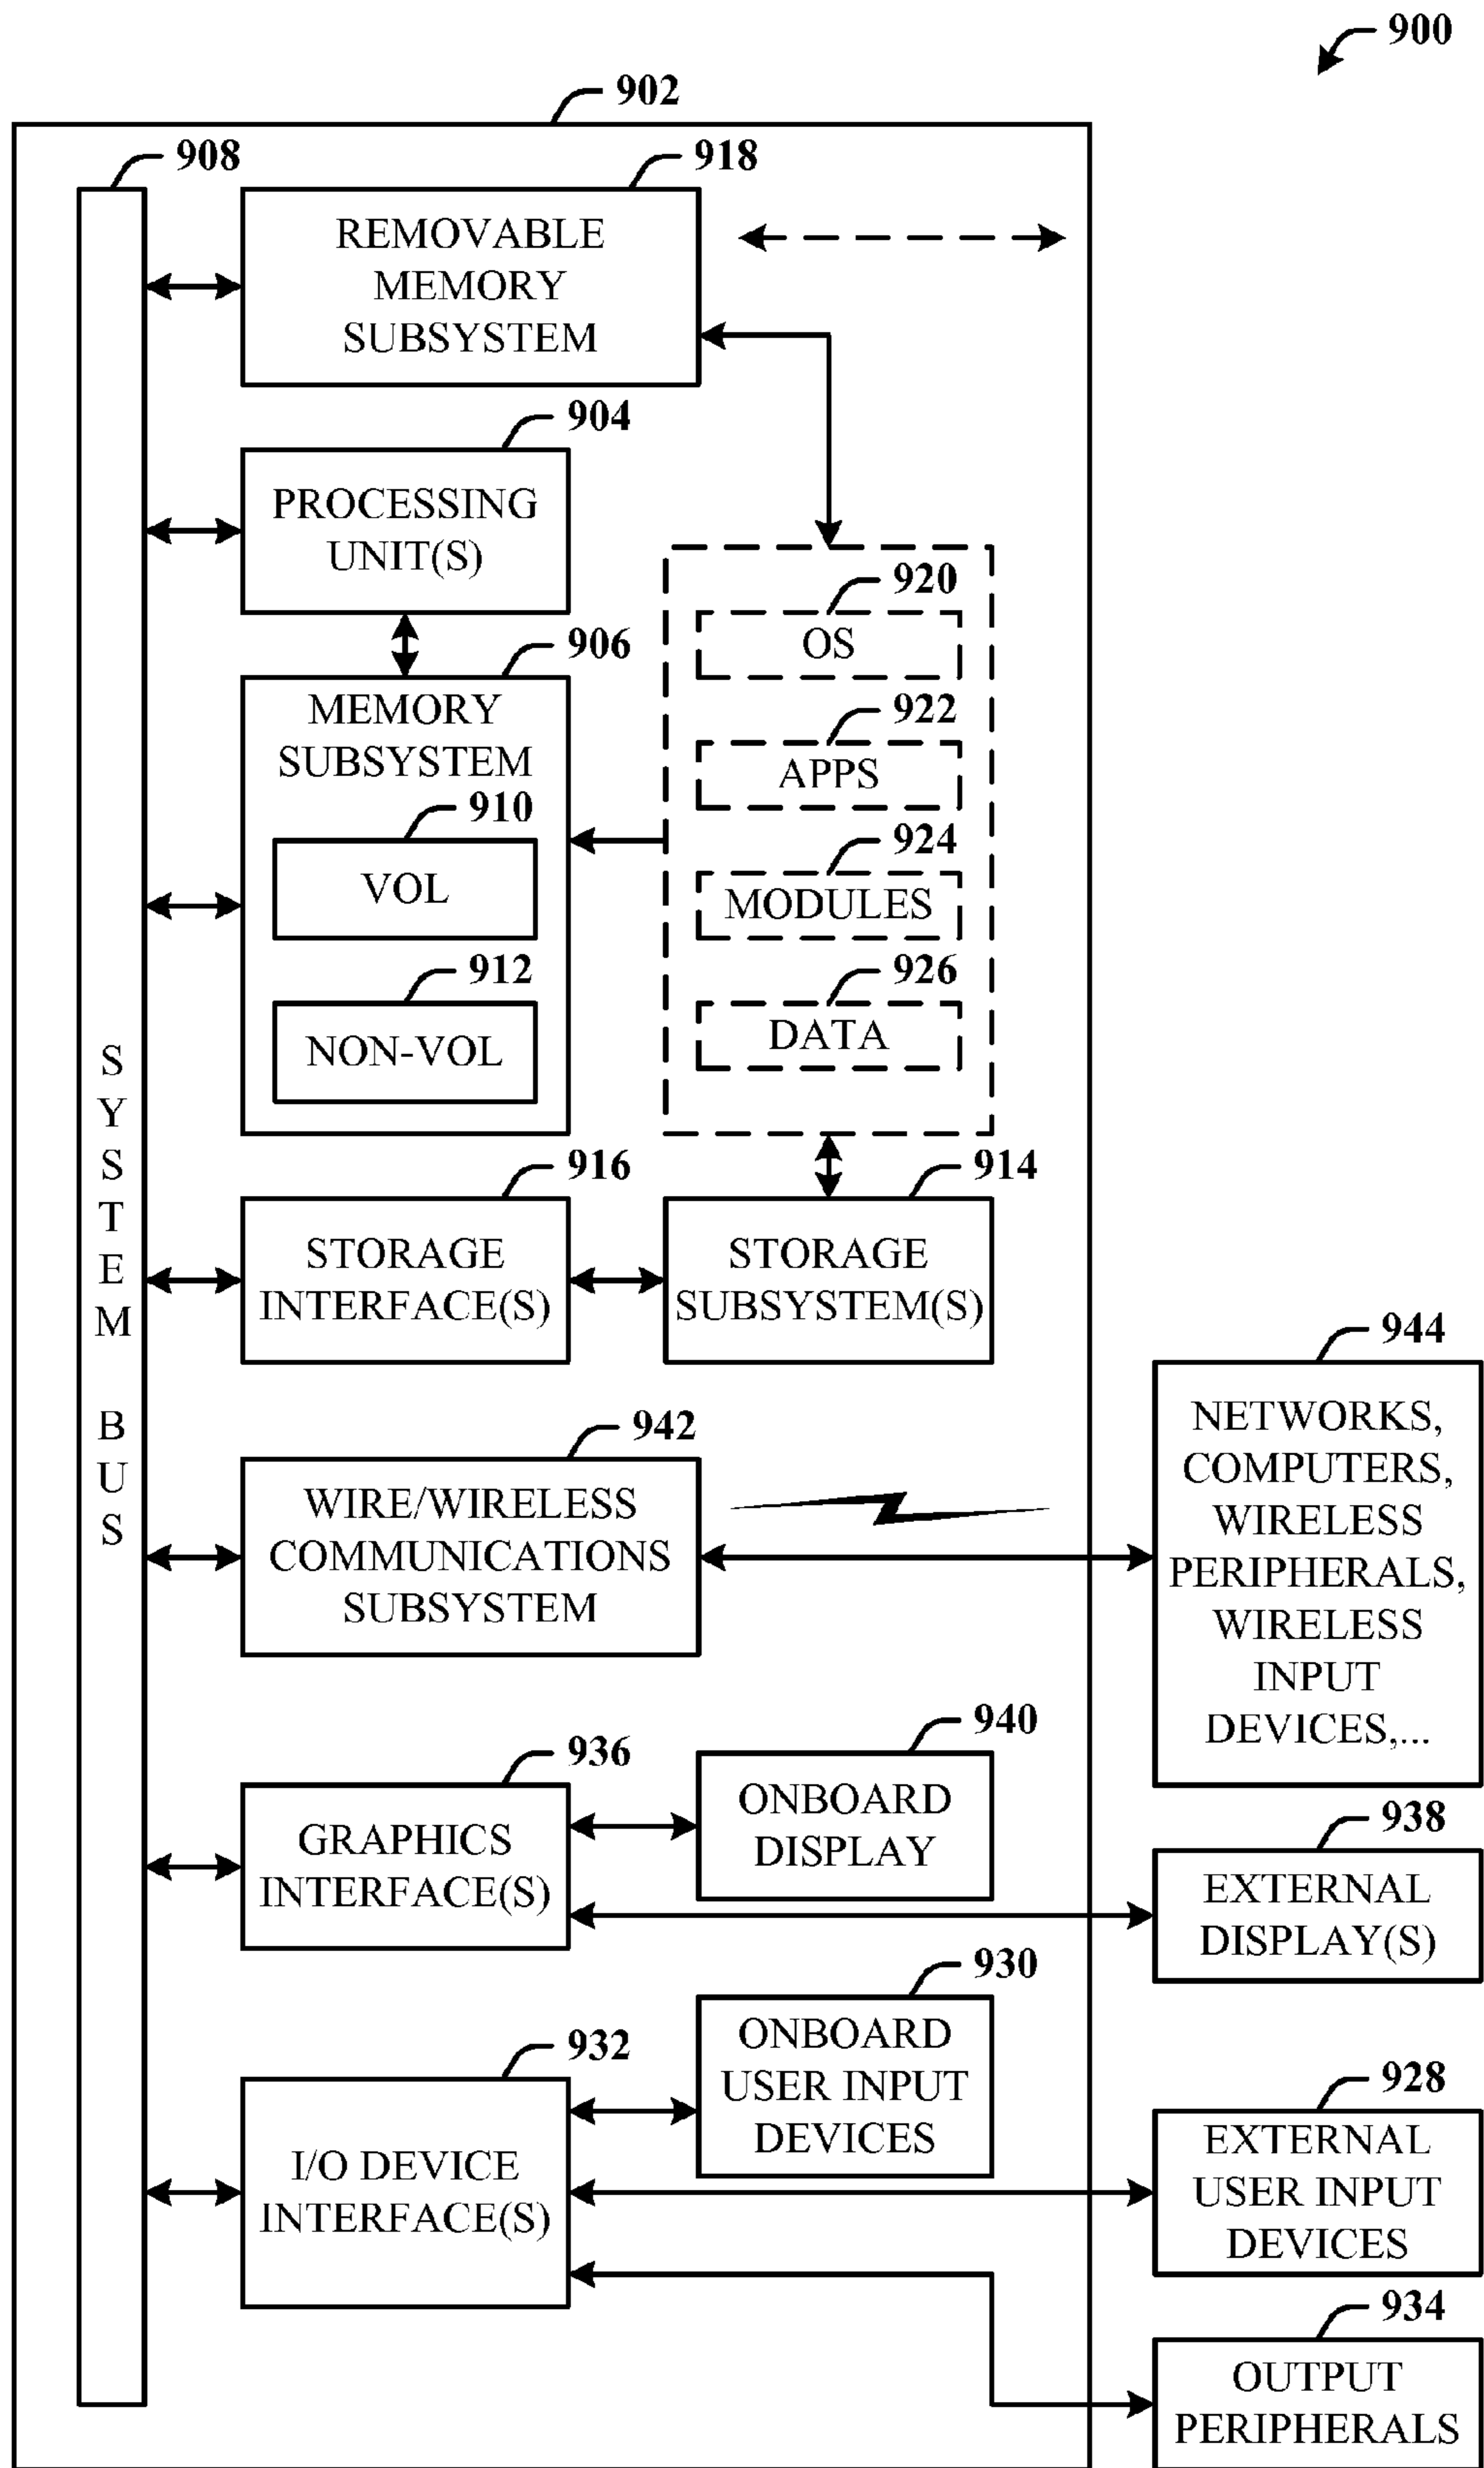 900
902
908
918
REMOVABLE
MEMORY
SUBSYSTEM
904
PROCESSING
UNIT(S)
920
OS
906
MEMORY
SUBSYSTEM
922
APPS
910
VOL
924
MODULES
912
NON-VOL
926
DATA
SYSTEM BUS
916
STORAGE
INTERFACE(S)
914
STORAGE
SUBSYSTEM(S)
944
NETWORKS,
COMPUTERS,
WIRELESS
PERIPHERALS,
WIRELESS
INPUT
DEVICES,...
942
WIRE/WIRELESS
COMMUNICATIONS
SUBSYSTEM
936
GRAPHICS
INTERFACE(S)
940
ONBOARD
DISPLAY
938
EXTERNAL
DISPLAY(S)
930
ONBOARD
USER INPUT
DEVICES
932
I/O DEVICE
INTERFACE(S)
928
EXTERNAL
USER INPUT
DEVICES
934
OUTPUT
PERIPHERALS